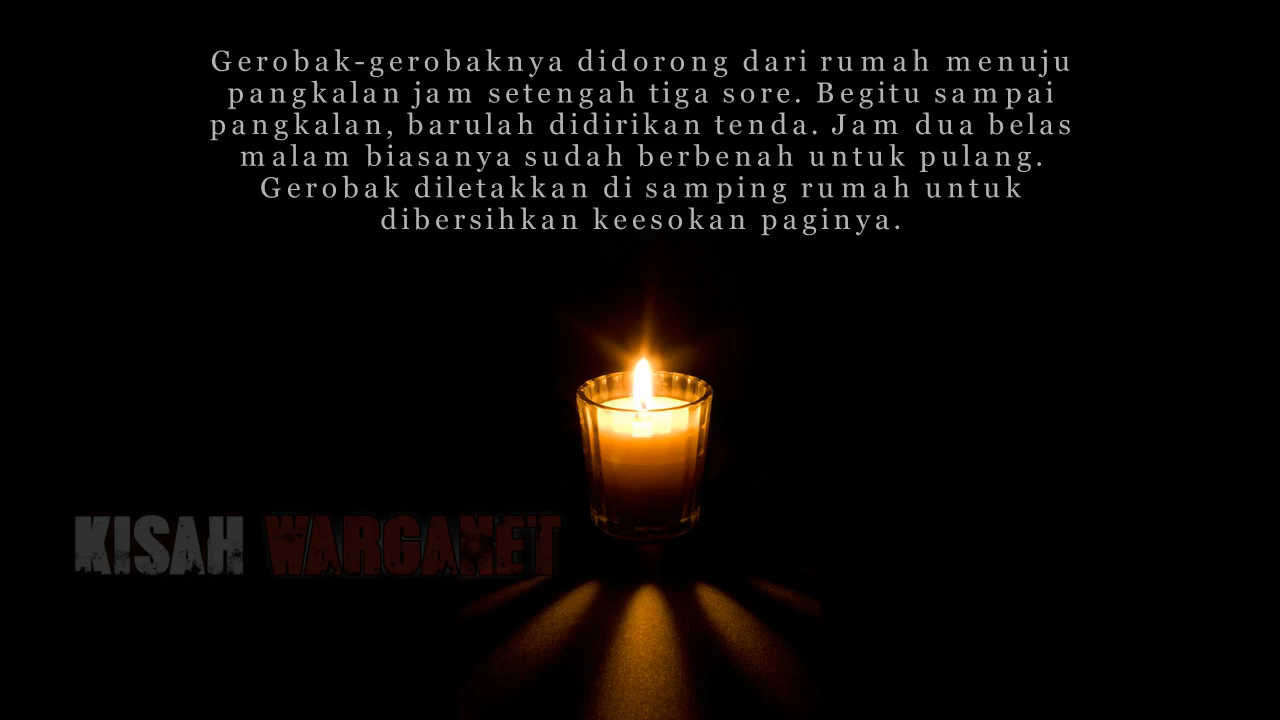 Gerobak-gerobaknya didorong dari rumah menuju
pangkalan jam setengah tiga sore. Begitu sampai
pangkalan, barulah didirikan tenda. Jam dua belas
malam biasanya sudah berbenah untuk pulang.
Gerobak diletakkan di samping rumah untuk
dibersihkan keesokan paginya.
KISAH WARGANET